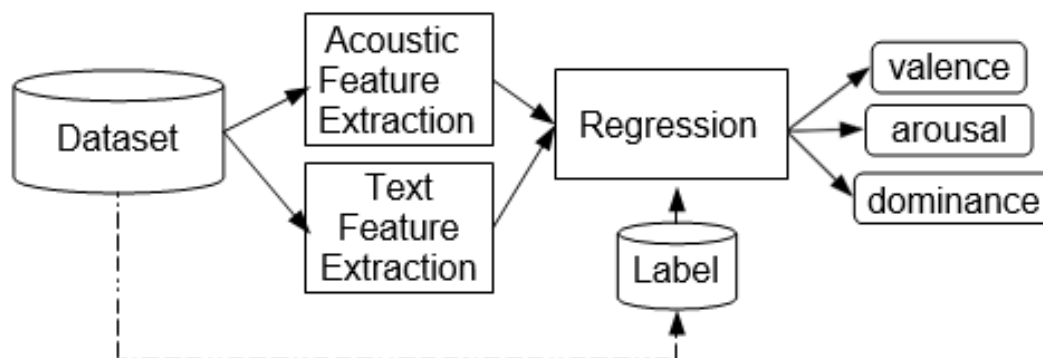 Dataset
Acoustic
Feature
Extraction
Text
Feature
Extraction
Regression
Label
valence
arousal
dominance